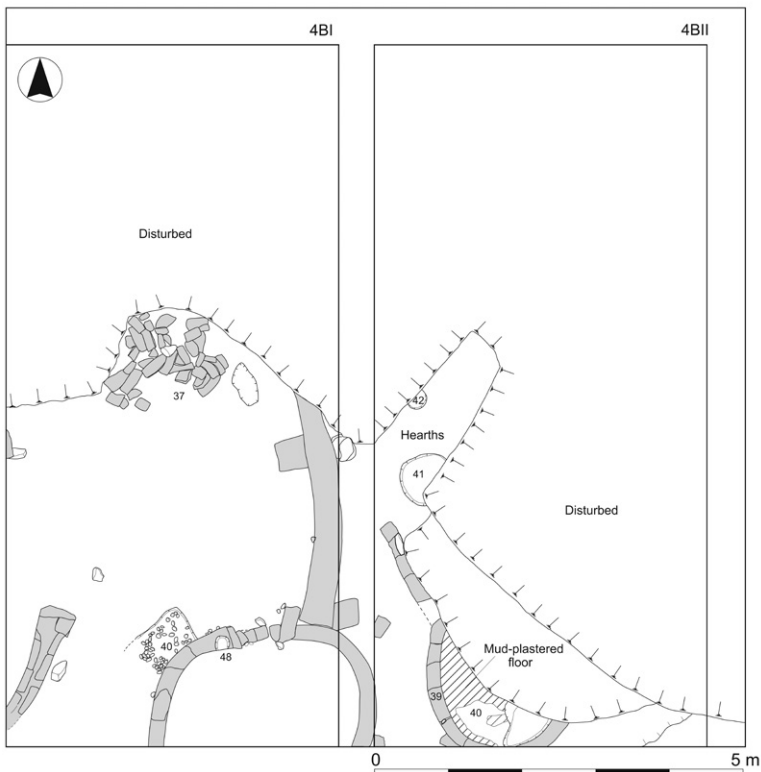 4BI
4BII
Disturbed
37
42
Hearths
41
Disturbed
40
48
Mud-plastered
floor
39
40
0
5 m